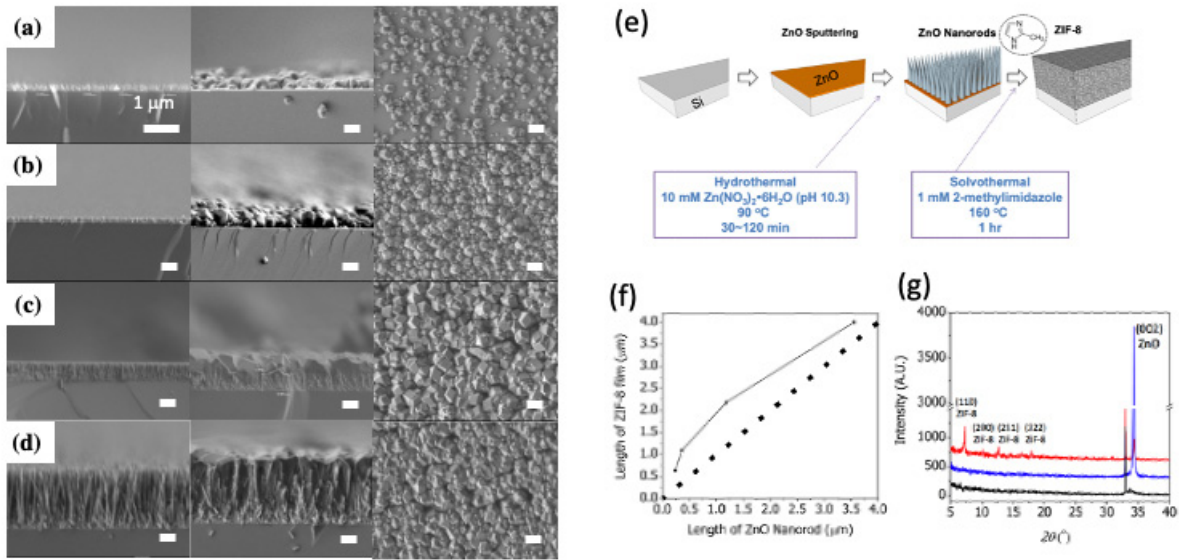 (a)
1 μm
(b)
(c)
(d)
(e)
ZnO Sputtering
ZnO Nanorods
ZIF-8
N
N
H
CH₃
Si
ZnO
Hydrothermal
10 mM Zn(NO₃)₂•6H₂O (pH 10.3)
90 °C
30~120 min
Solvothermal
1 mM 2-methylimidazole
160 °C
1 hr
(f)
Length of ZIF-8 film (μm)
4.0
3.5
3.0
2.5
2.0
1.5
1.0
0.5
0.0
0.0 0.5 1.0 1.5 2.0 2.5 3.0 3.5 4.0
Length of ZnO Nanorod (μm)
(g)
Intensity (A.U.)
4000
3500
3000
1000
500
0
(002)
ZnO
(110)
ZIF-8
(200)
ZIF-8
(211)
ZIF-8
(222)
ZIF-8
5 10 15 20 25 30 35 40
2θ (°)